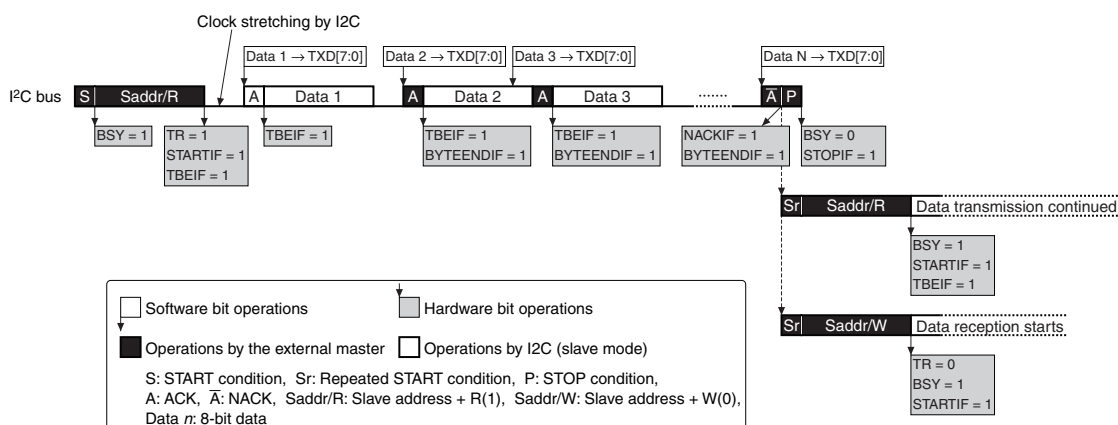 Clock stretching by I2C
Data 1 → TXD[7:0]
Data 2 → TXD[7:0]
Data 3 → TXD[7:0]
Data N → TXD[7:0]
I²C bus
S
Saddr/R
A
Data 1
A
Data 2
A
Data 3
........
A̅
P
BSY = 1
TR = 1
STARTIF = 1
TBEIF = 1
TBEIF = 1
TBEIF = 1
BYTEENDIF = 1
TBEIF = 1
BYTEENDIF = 1
NACKIF = 1
BYTEENDIF = 1
BSY = 0
STOPIF = 1
Sr
Saddr/R
Data transmission continued
BSY = 1
STARTIF = 1
TBEIF = 1
Sr
Saddr/W
Data reception starts
TR = 0
BSY = 1
STARTIF = 1
Software bit operations
Hardware bit operations
Operations by the external master
Operations by I2C (slave mode)
S: START condition, Sr: Repeated START condition, P: STOP condition,
A: ACK, A̅: NACK, Saddr/R: Slave address + R(1), Saddr/W: Slave address + W(0),
Data n: 8-bit data